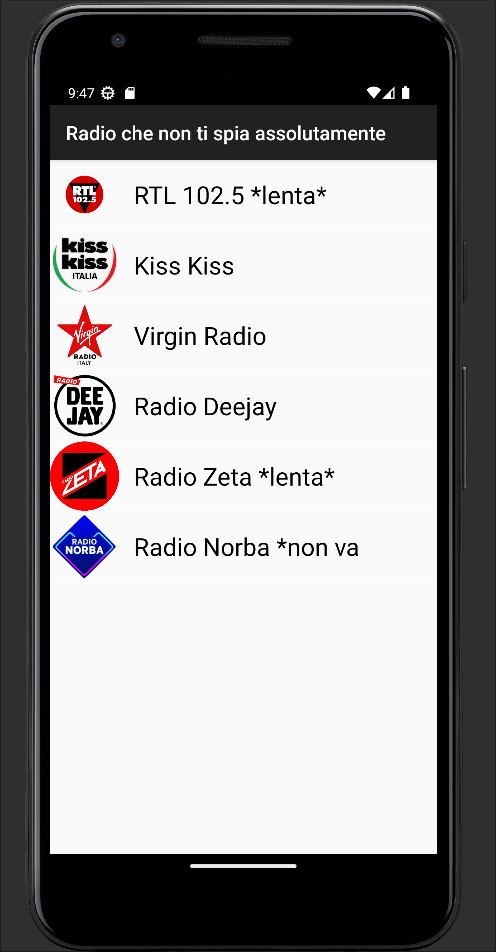 9:47
Radio che non ti spia assolutamente
RTL
102.5
RTL 102.5 *lenta*
kiss
kiss
ITALIA
Kiss Kiss
Virgin
RADIO
ITALY
Virgin Radio
RADIO
DEE
JAY
Radio Deejay
RADIO
ZETA
Radio Zeta *lenta*
RADIO
NORBA
Radio Norba *non va